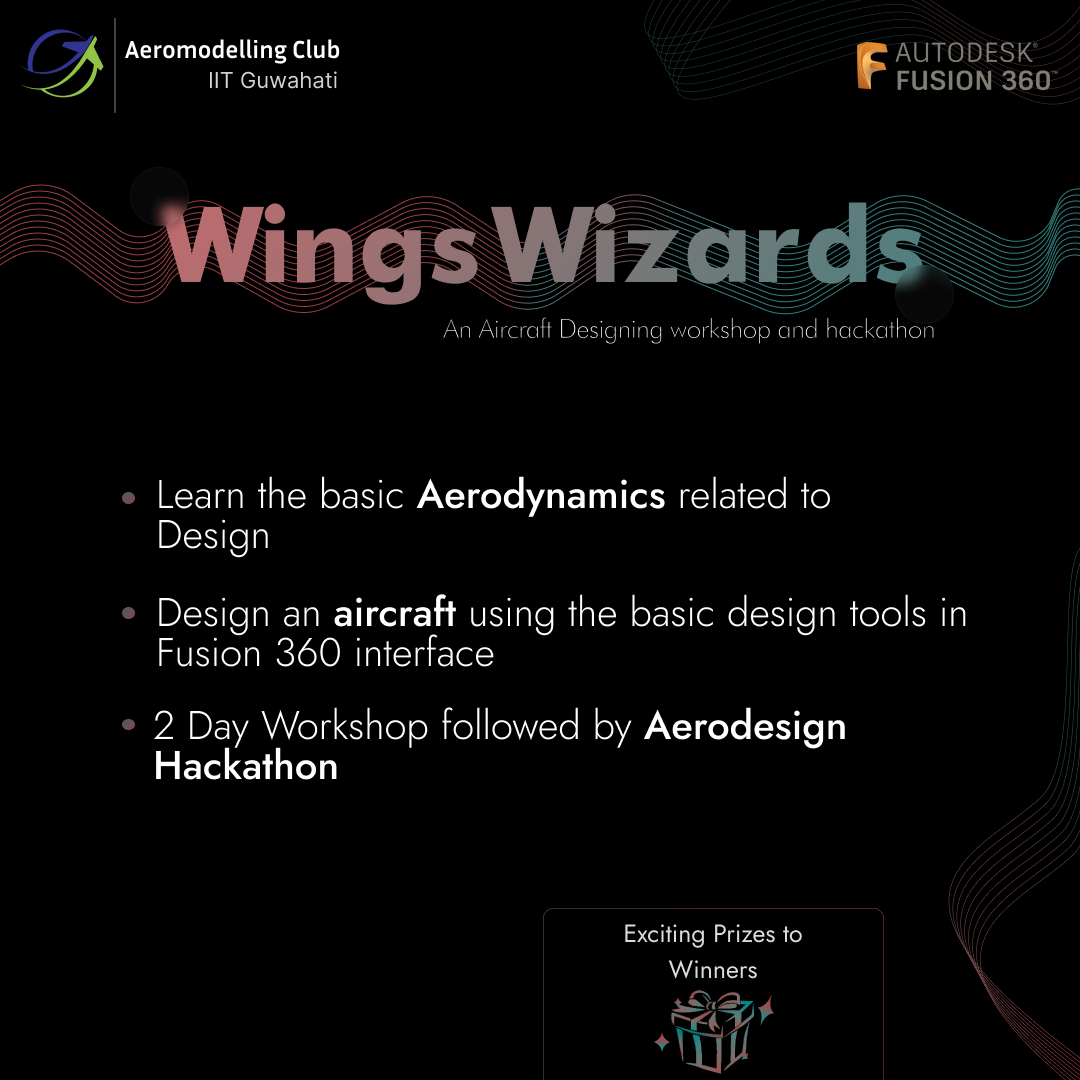 Aeromodelling Club
IIT Guwahati
AUTODESK®
FUSION 360™
Wings Wizards
An Aircraft Designing workshop and hackathon
Learn the basic Aerodynamics related to
Design
Design an aircraft using the basic design tools in
Fusion 360 interface
2 Day Workshop followed by Aerodesign
Hackathon
Exciting Prizes to
Winners